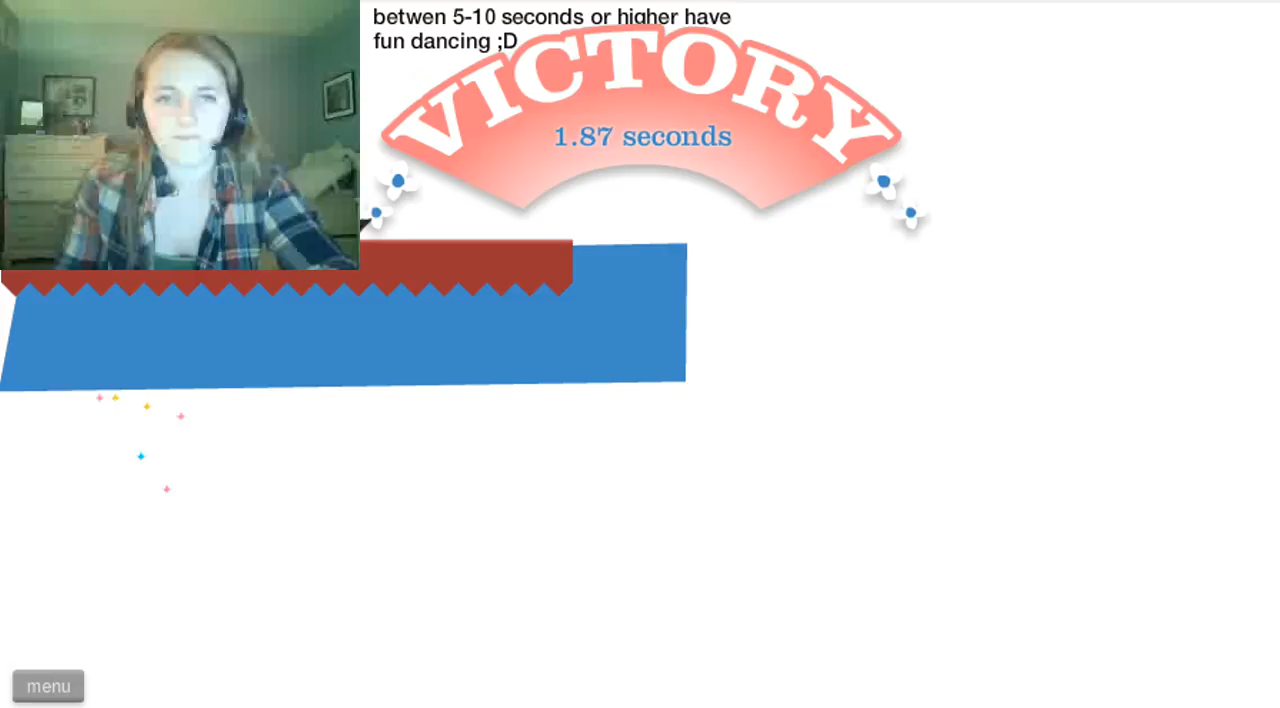 betwen 5-10 seconds or higher have
fun dancing ;D
VICTORY
1.87 seconds
menu